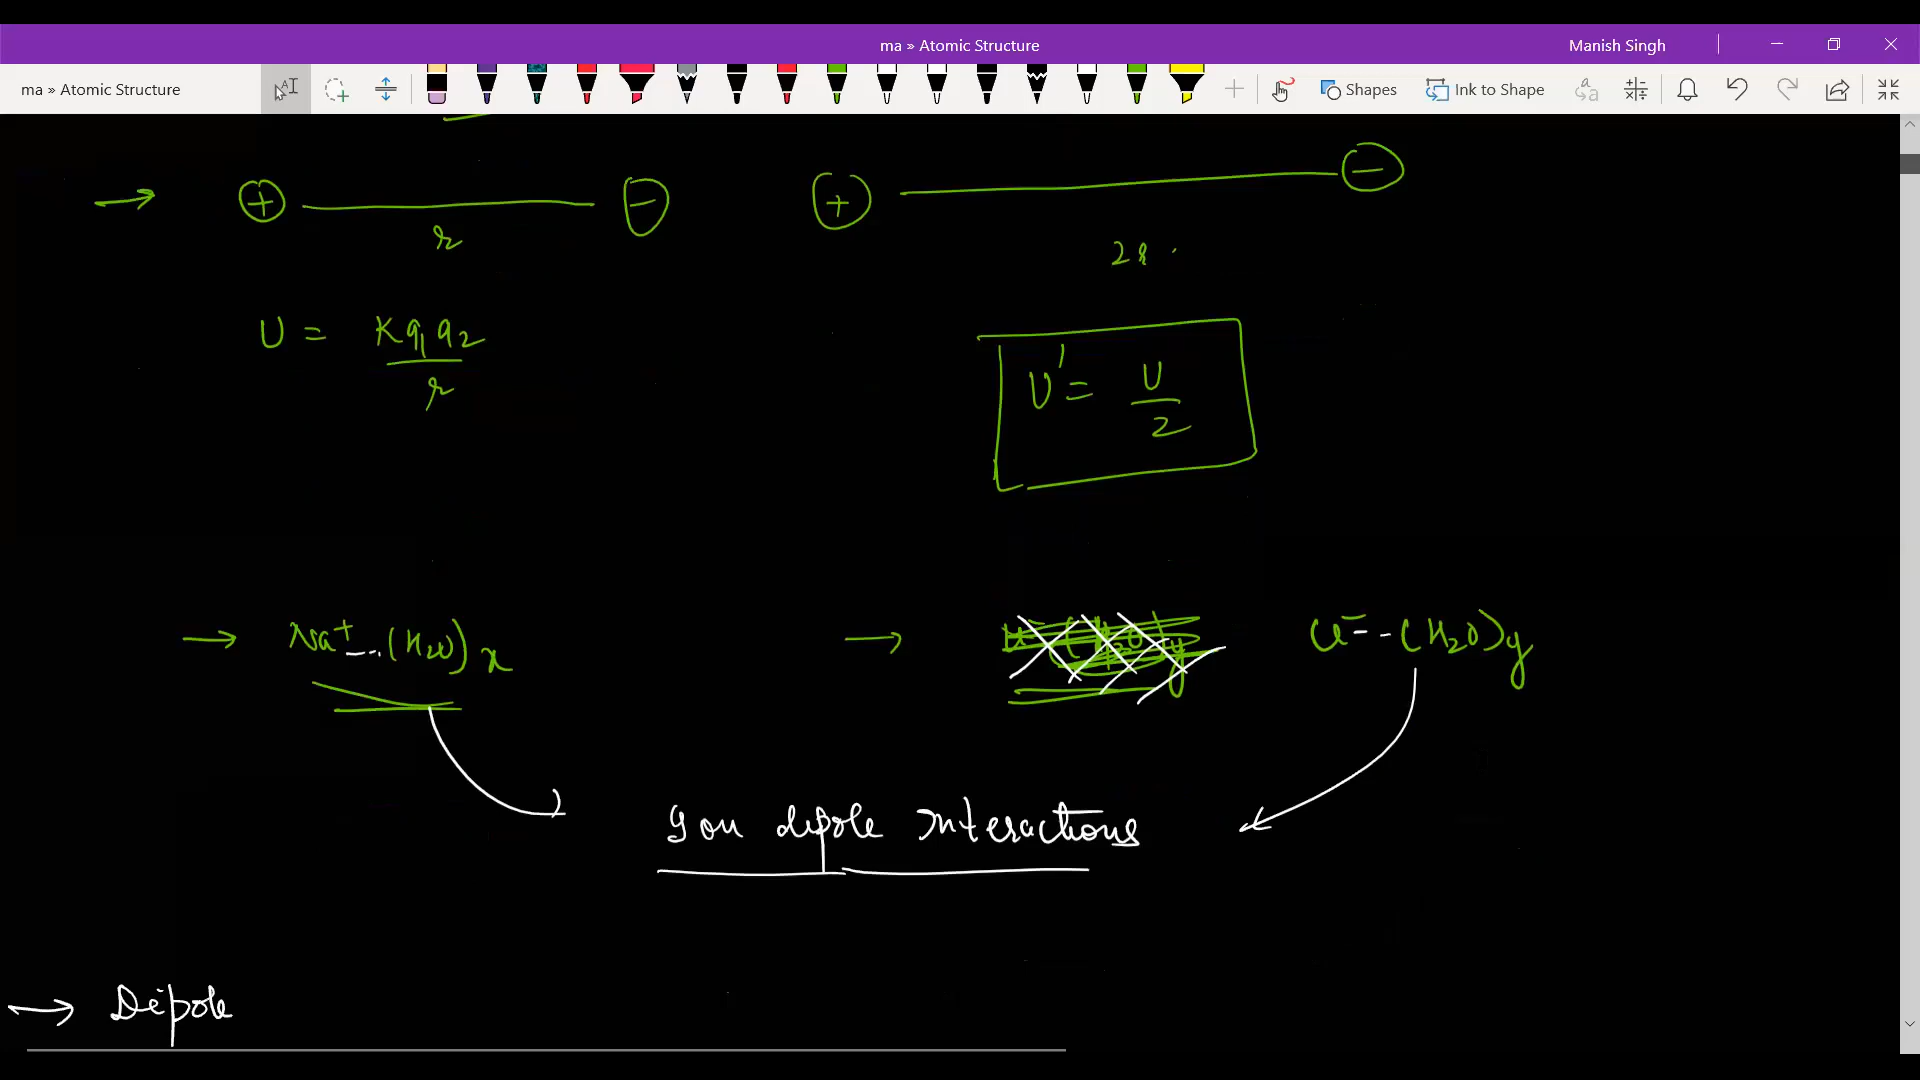 ma » Atomic Structure
Manish Singh
ma » Atomic Structure
Shapes
Ink to Shape
→ ⊕ ⊖ ⊕ ⊖
r
2r
U = Kq1q2/r
U' = U/2
→ Na+---(H2O)x → Cl---(H2O)y
Ion dipole interactions
→ Dipole